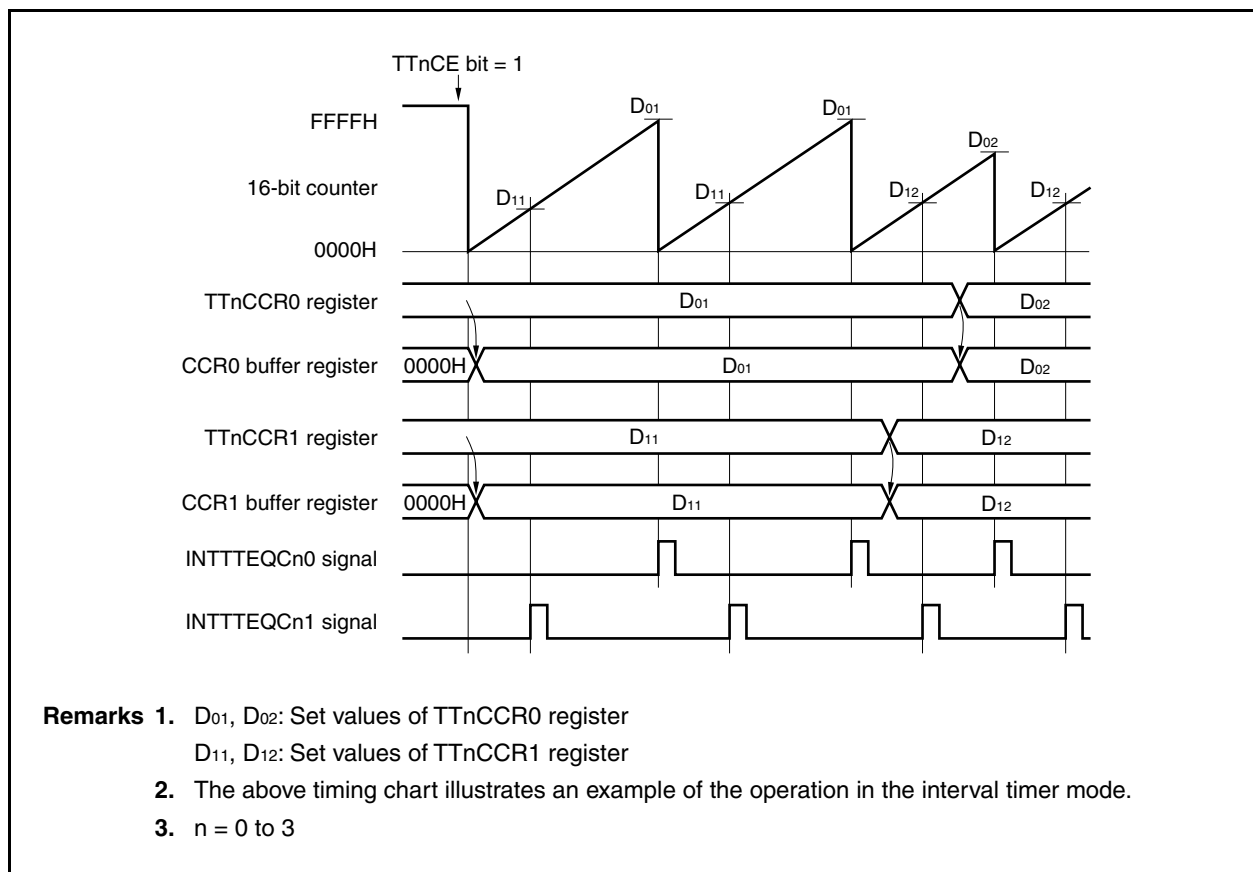 TTnCE bit = 1
D01 D01
FFFFH
D02
16-bit counter
D11 D11 D12 D12
0000H
TTnCCR0 register D01 D02
CCR0 buffer register 0000H D01 D02
TTnCCR1 register D11 D12
CCR1 buffer register 0000H D11 D12
INTTTEQCn0 signal
INTTTEQCn1 signal
Remarks 1. D01, D02: Set values of TTnCCR0 register
D11, D12: Set values of TTnCCR1 register
2. The above timing chart illustrates an example of the operation in the interval timer mode.
3. n = 0 to 3